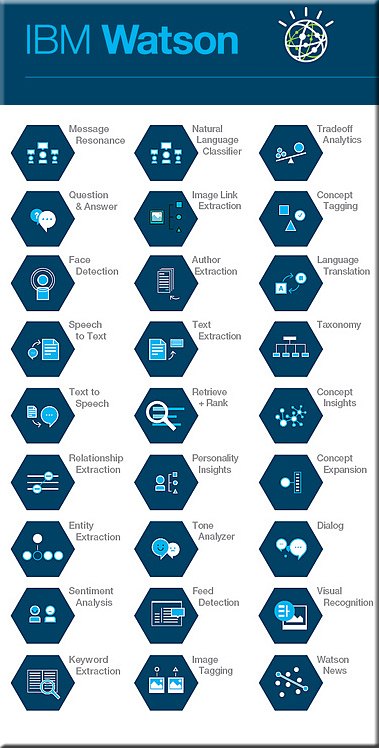 IBM Watson
Message
Resonance
Natural
Language
Classifier
Tradeoff
Analytics
Question
& Answer
Image Link
Extraction
Concept
Tagging
Face
Detection
Author
Extraction
Language
Translation
Speech
to Text
Text
Extraction
Taxonomy
Text to
Speech
Retrieve
+ Rank
Concept
Insights
Relationship
Extraction
Personality
Insights
Concept
Expansion
Entity
Extraction
Tone
Analyzer
Dialog
Sentiment
Analysis
Feed
Detection
Visual
Recognition
Keyword
Extraction
Image
Tagging
Watson
News